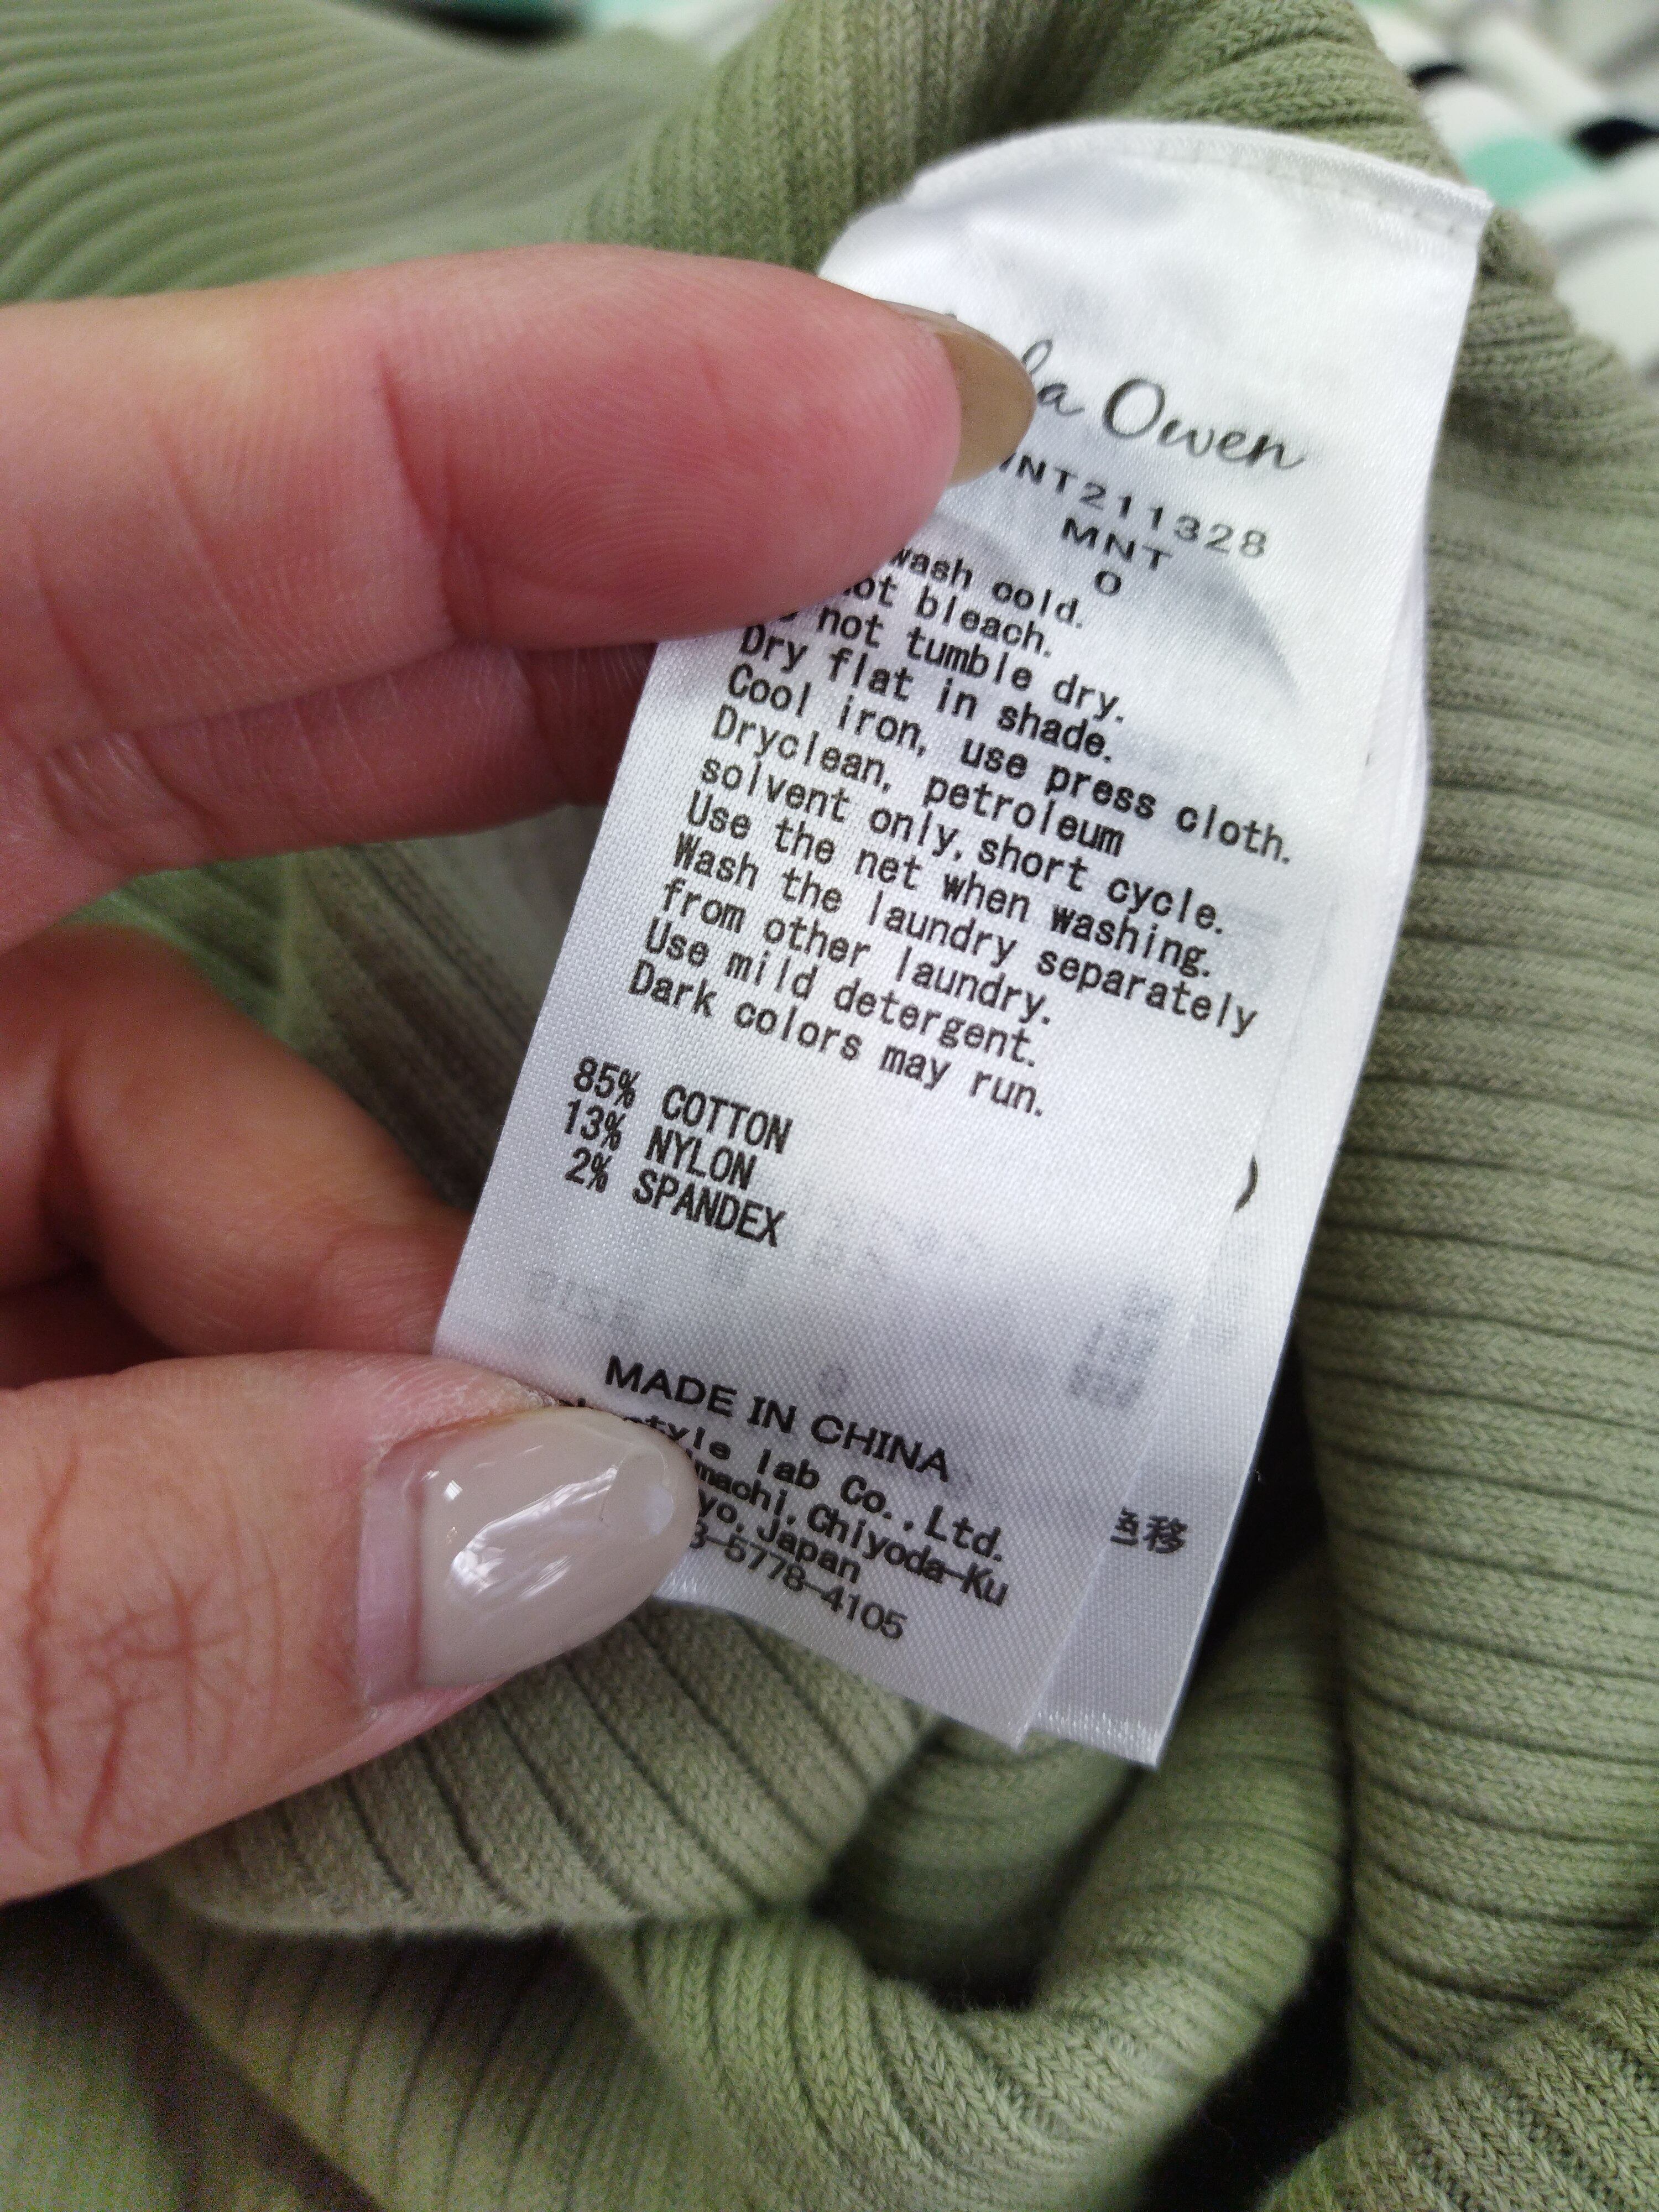 la Owen
NT211328
MNT
0
wash cold.
not bleach.
not tumble dry.
Dry flat in shade.
Cool iron, use press cloth.
Dryclean, petroleum
solvent only, short cycle.
Use the net when washing.
Wash the laundry separately
from other laundry.
Use mild detergent.
Dark colors may run.
85% COTTON
13% NYLON
2% SPANDEX
MADE IN CHINA
style lab Co., Ltd.
machi, Chiyoda-Ku
yo, Japan
3-5778-4105
色移